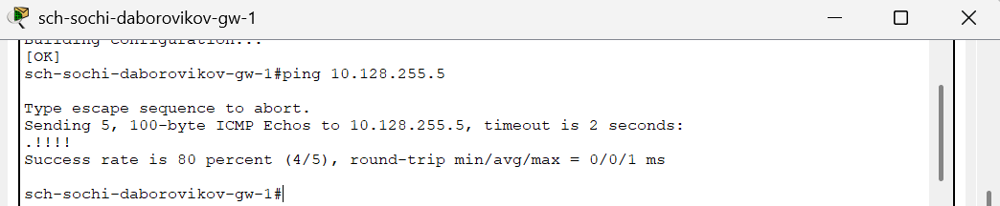 sch-sochi-daborovikov-gw-1
Building configuration...
[OK]
sch-sochi-daborovikov-gw-1#ping 10.128.255.5
Type escape sequence to abort.
Sending 5, 100-byte ICMP Echos to 10.128.255.5, timeout is 2 seconds:
.!!!!
Success rate is 80 percent (4/5), round-trip min/avg/max = 0/0/1 ms
sch-sochi-daborovikov-gw-1#